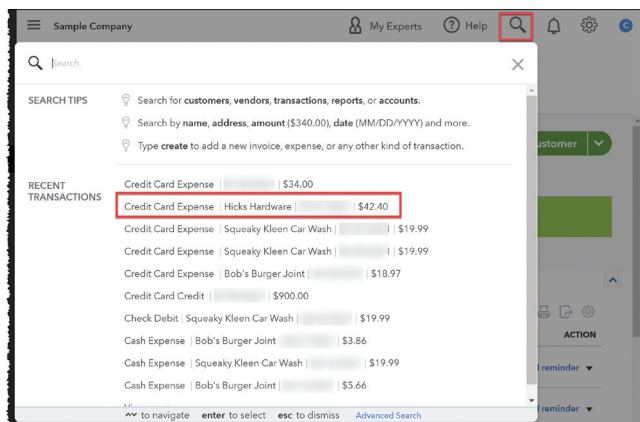 Sample Company My Experts Help C
Search
SEARCH TIPS
Search for customers, vendors, transactions, reports, or accounts.
Search by name, address, amount ($340.00), date (MM/DD/YYYY) and more.
Type create to add a new invoice, expense, or any other kind of transaction.
RECENT TRANSACTIONS
Credit Card Expense | | $34.00
Credit Card Expense | Hicks Hardware | | $42.40
Credit Card Expense | Squeaky Kleen Car Wash | | $19.99
Credit Card Expense | Squeaky Kleen Car Wash | | $19.99
Credit Card Expense | Bob's Burger Joint | | $18.97
Credit Card Credit | | $900.00
Check Debit | Squeaky Kleen Car Wash | | $19.99
Cash Expense | Bob's Burger Joint | $3.86
Cash Expense | Squeaky Kleen Car Wash | | $19.99
Cash Expense | Bob's Burger Joint | | $5.66
to navigate enter to select esc to dismiss Advanced Search
ustomer
ACTION
reminder
reminder